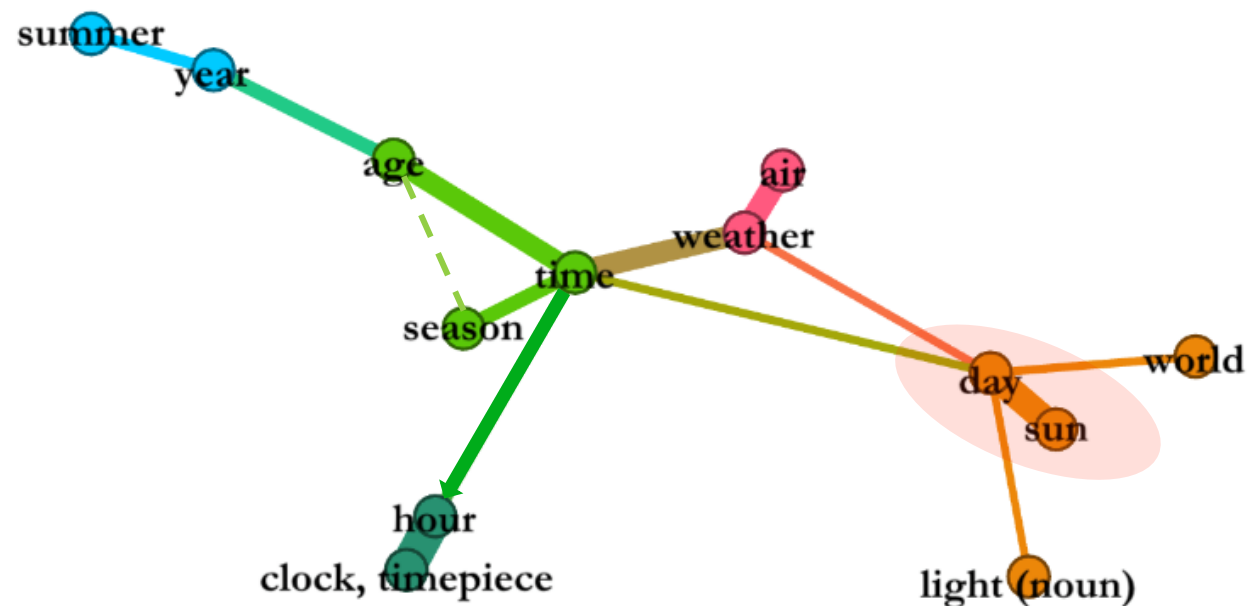 summer
year
age
air
weather
time
season
world
day
sun
hour
clock, timepiece
light (noun)